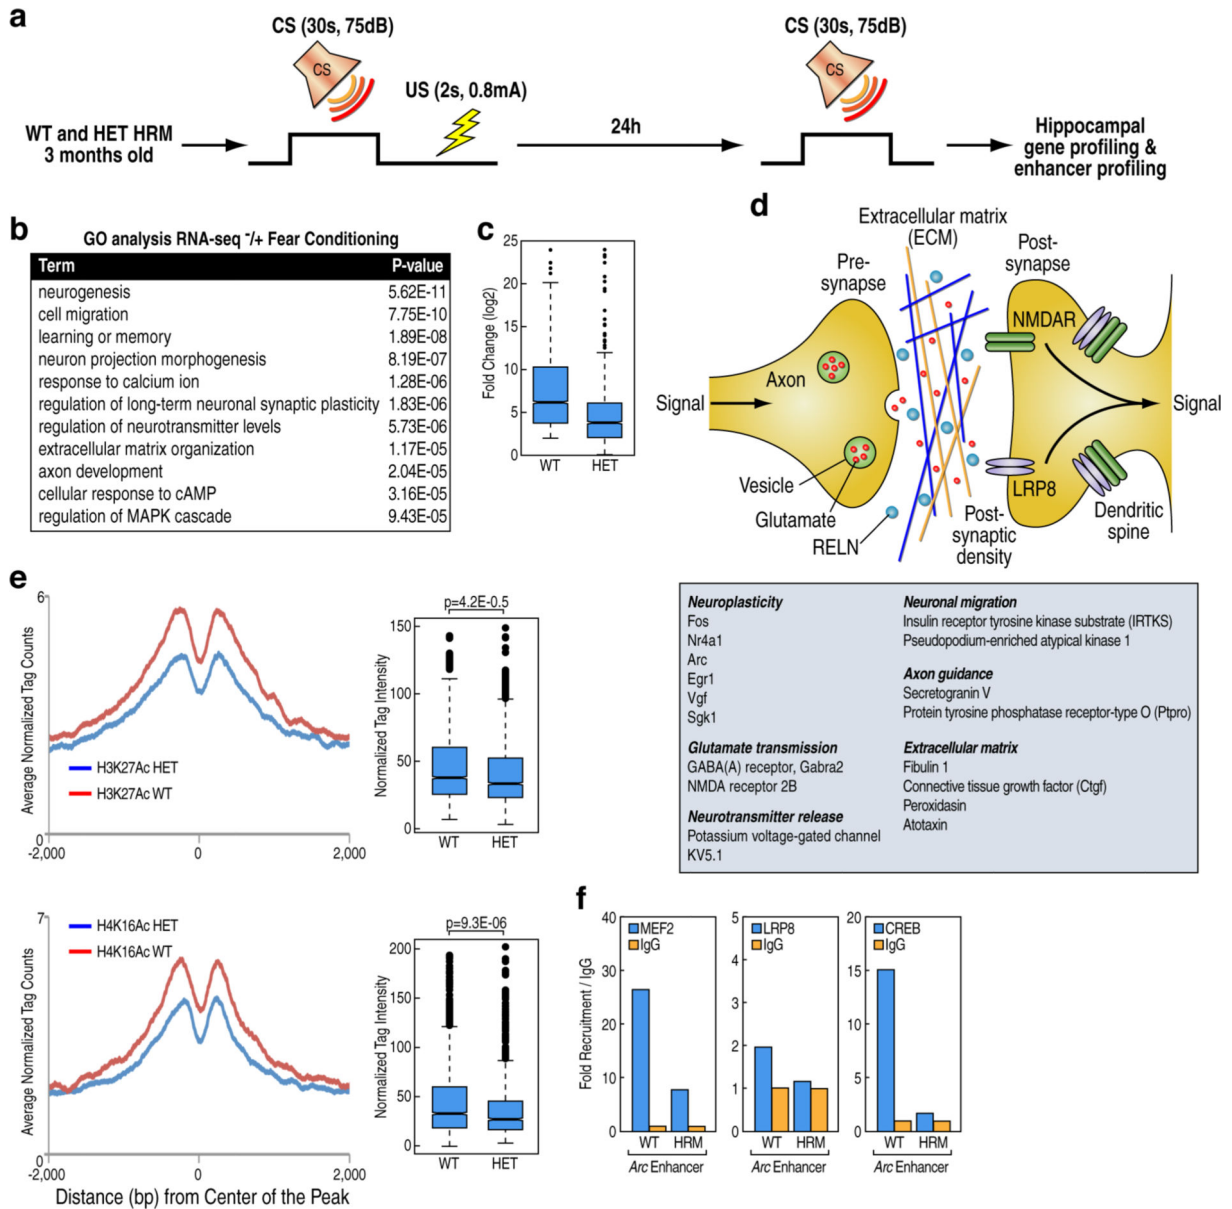 a
CS (30s, 75dB)
CS
US (2s, 0.8mA)
WT and HET HRM
3 months old
24h
CS (30s, 75dB)
CS
Hippocampal
gene profiling &
enhancer profiling
b
GO analysis RNA-seq -/+ Fear Conditioning
Term P-value
neurogenesis 5.62E-11
cell migration 7.75E-10
learning or memory 1.89E-08
neuron projection morphogenesis 8.19E-07
response to calcium ion 1.28E-06
regulation of long-term neuronal synaptic plasticity 1.83E-06
regulation of neurotransmitter levels 5.73E-06
extracellular matrix organization 1.17E-05
axon development 2.04E-05
cellular response to cAMP 3.16E-05
regulation of MAPK cascade 9.43E-05
c
Fold Change (log2)
25
20
15
10
5
0
WT HET
d
Extracellular matrix
(ECM)
Pre-
synapse
Post-
synapse
NMDAR
Axon
Signal
Signal
Vesicle
Glutamate
RELN
LRP8
Post-
synaptic
density
Dendritic
spine
Neuroplasticity
Fos
Nr4a1
Arc
Egr1
Vgf
Sgk1
Glutamate transmission
GABA(A) receptor, Gabra2
NMDA receptor 2B
Neurotransmitter release
Potassium voltage-gated channel
KV5.1
Neuronal migration
Insulin receptor tyrosine kinase substrate (IRTKS)
Pseudopodium-enriched atypical kinase 1
Axon guidance
Secretogranin V
Protein tyrosine phosphatase receptor-type O (Ptpro)
Extracellular matrix
Fibulin 1
Connective tissue growth factor (Ctgf)
Peroxidasin
Atotaxin
e
Average Normalized Tag Counts
6
0
H3K27Ac HET
H3K27Ac WT
-2,000 0 2,000
p=4.2E-0.5
Normalized Tag Intensity
150
100
50
0
WT HET
Average Normalized Tag Counts
7
0
H4K16Ac HET
H4K16Ac WT
-2,000 0 2,000
Distance (bp) from Center of the Peak
p=9.3E-06
Normalized Tag Intensity
200
150
100
50
0
WT HET
f
Fold Recruitment / IgG
40
30
20
10
0
MEF2
IgG
WT HRM
Arc Enhancer
5
4
3
2
1
0
LRP8
IgG
WT HRM
Arc Enhancer
20
15
10
5
0
CREB
IgG
WT HRM
Arc Enhancer